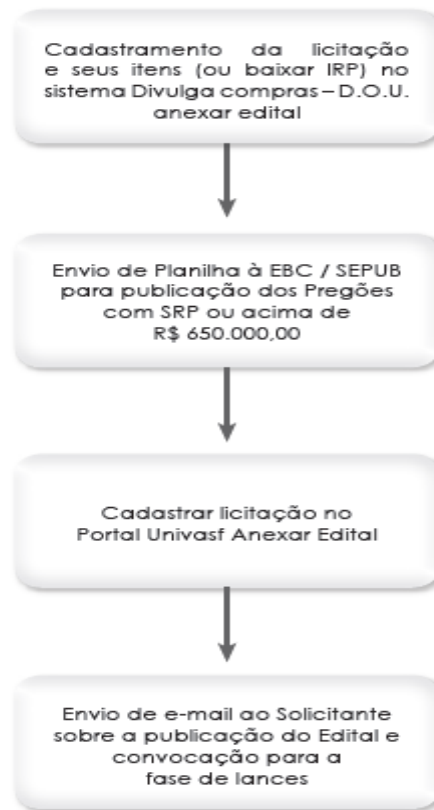 Cadastramento da licitação
e seus itens (ou baixar IRP) no
sistema Divulga compras – D.O.U.
anexar edital
Envio de Planilha à EBC / SEPUB
para publicação dos Pregões
com SRP ou acima de
R$ 650.000,00
Cadastrar licitação no
Portal Univasf Anexar Edital
Envio de e-mail ao Solicitante
sobre a publicação do Edital e
convocação para a
fase de lances